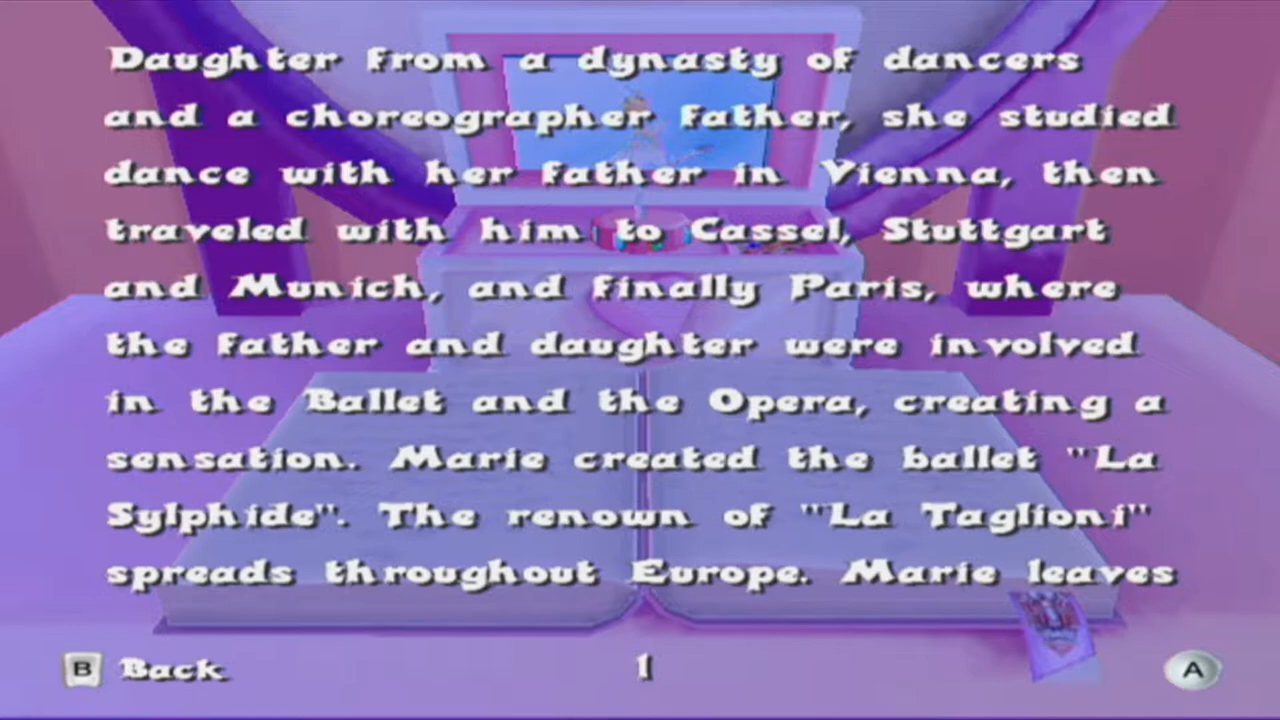 Daughter from a dynasty of dancers
and a choreographer father, she studied
dance with her father in Vienna, then
traveled with him to Cassel, Stuttgart
and Munich, and finally Paris, where
the father and daughter were involved
in the Ballet and the Opera, creating a
sensation. Marie created the ballet "La
Sylphide". The renown of "La Taglioni"
spreads throughout Europe. Marie leaves
B Back 1 A